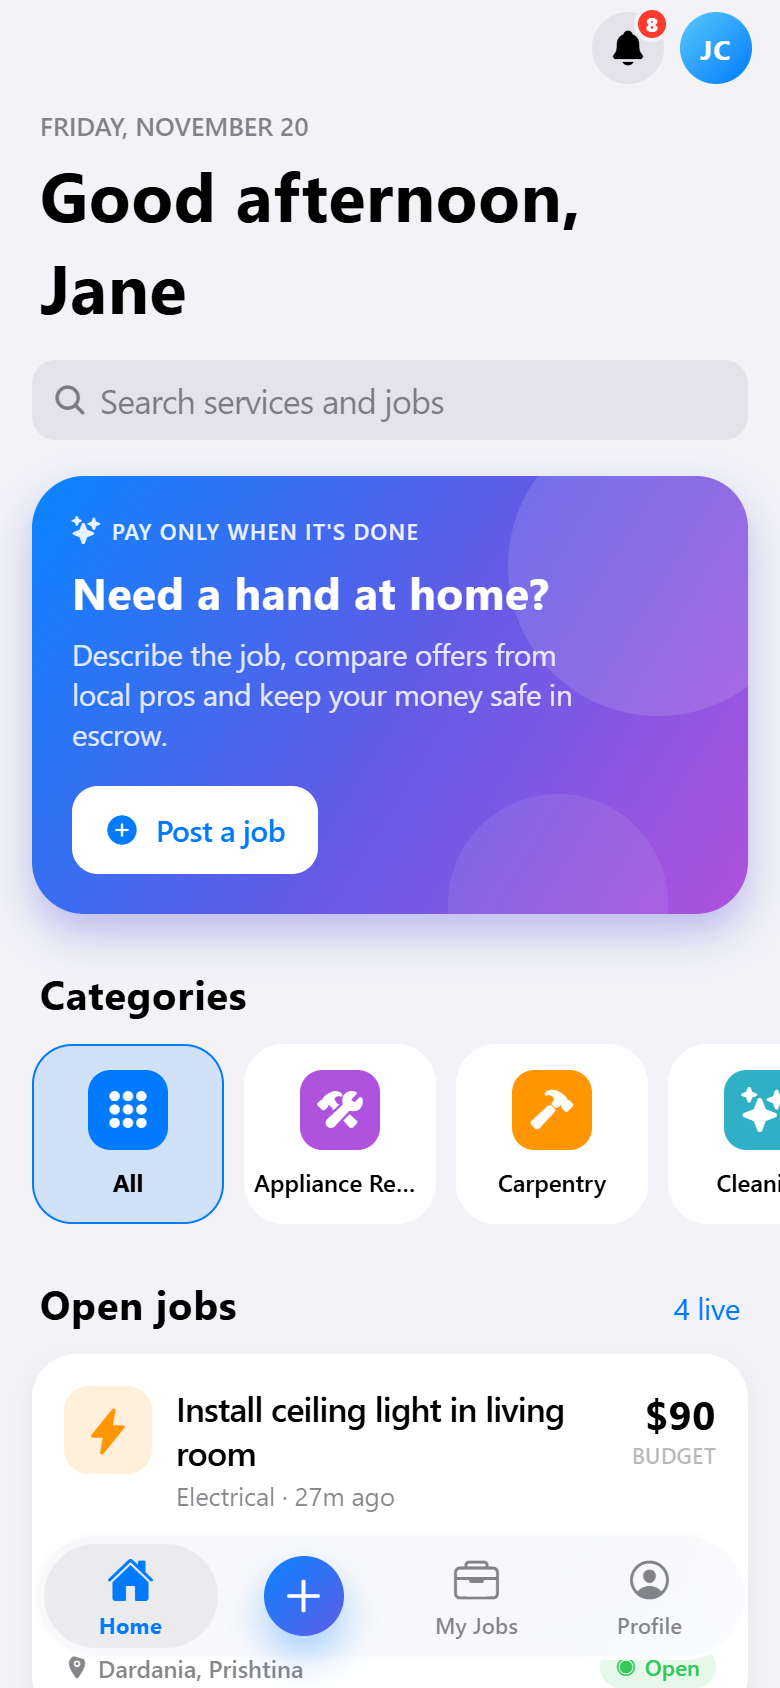 8
JC
FRIDAY, NOVEMBER 20
Good afternoon,
Jane
Search services and jobs
PAY ONLY WHEN IT'S DONE
Need a hand at home?
Describe the job, compare offers from
local pros and keep your money safe in
escrow.
Post a job
Categories
All
Appliance Re...
Carpentry
Cleani
Open jobs
4 live
Install ceiling light in living
room
$90
BUDGET
Electrical · 27m ago
Home
My Jobs
Profile
Dardania, Prishtina
Open